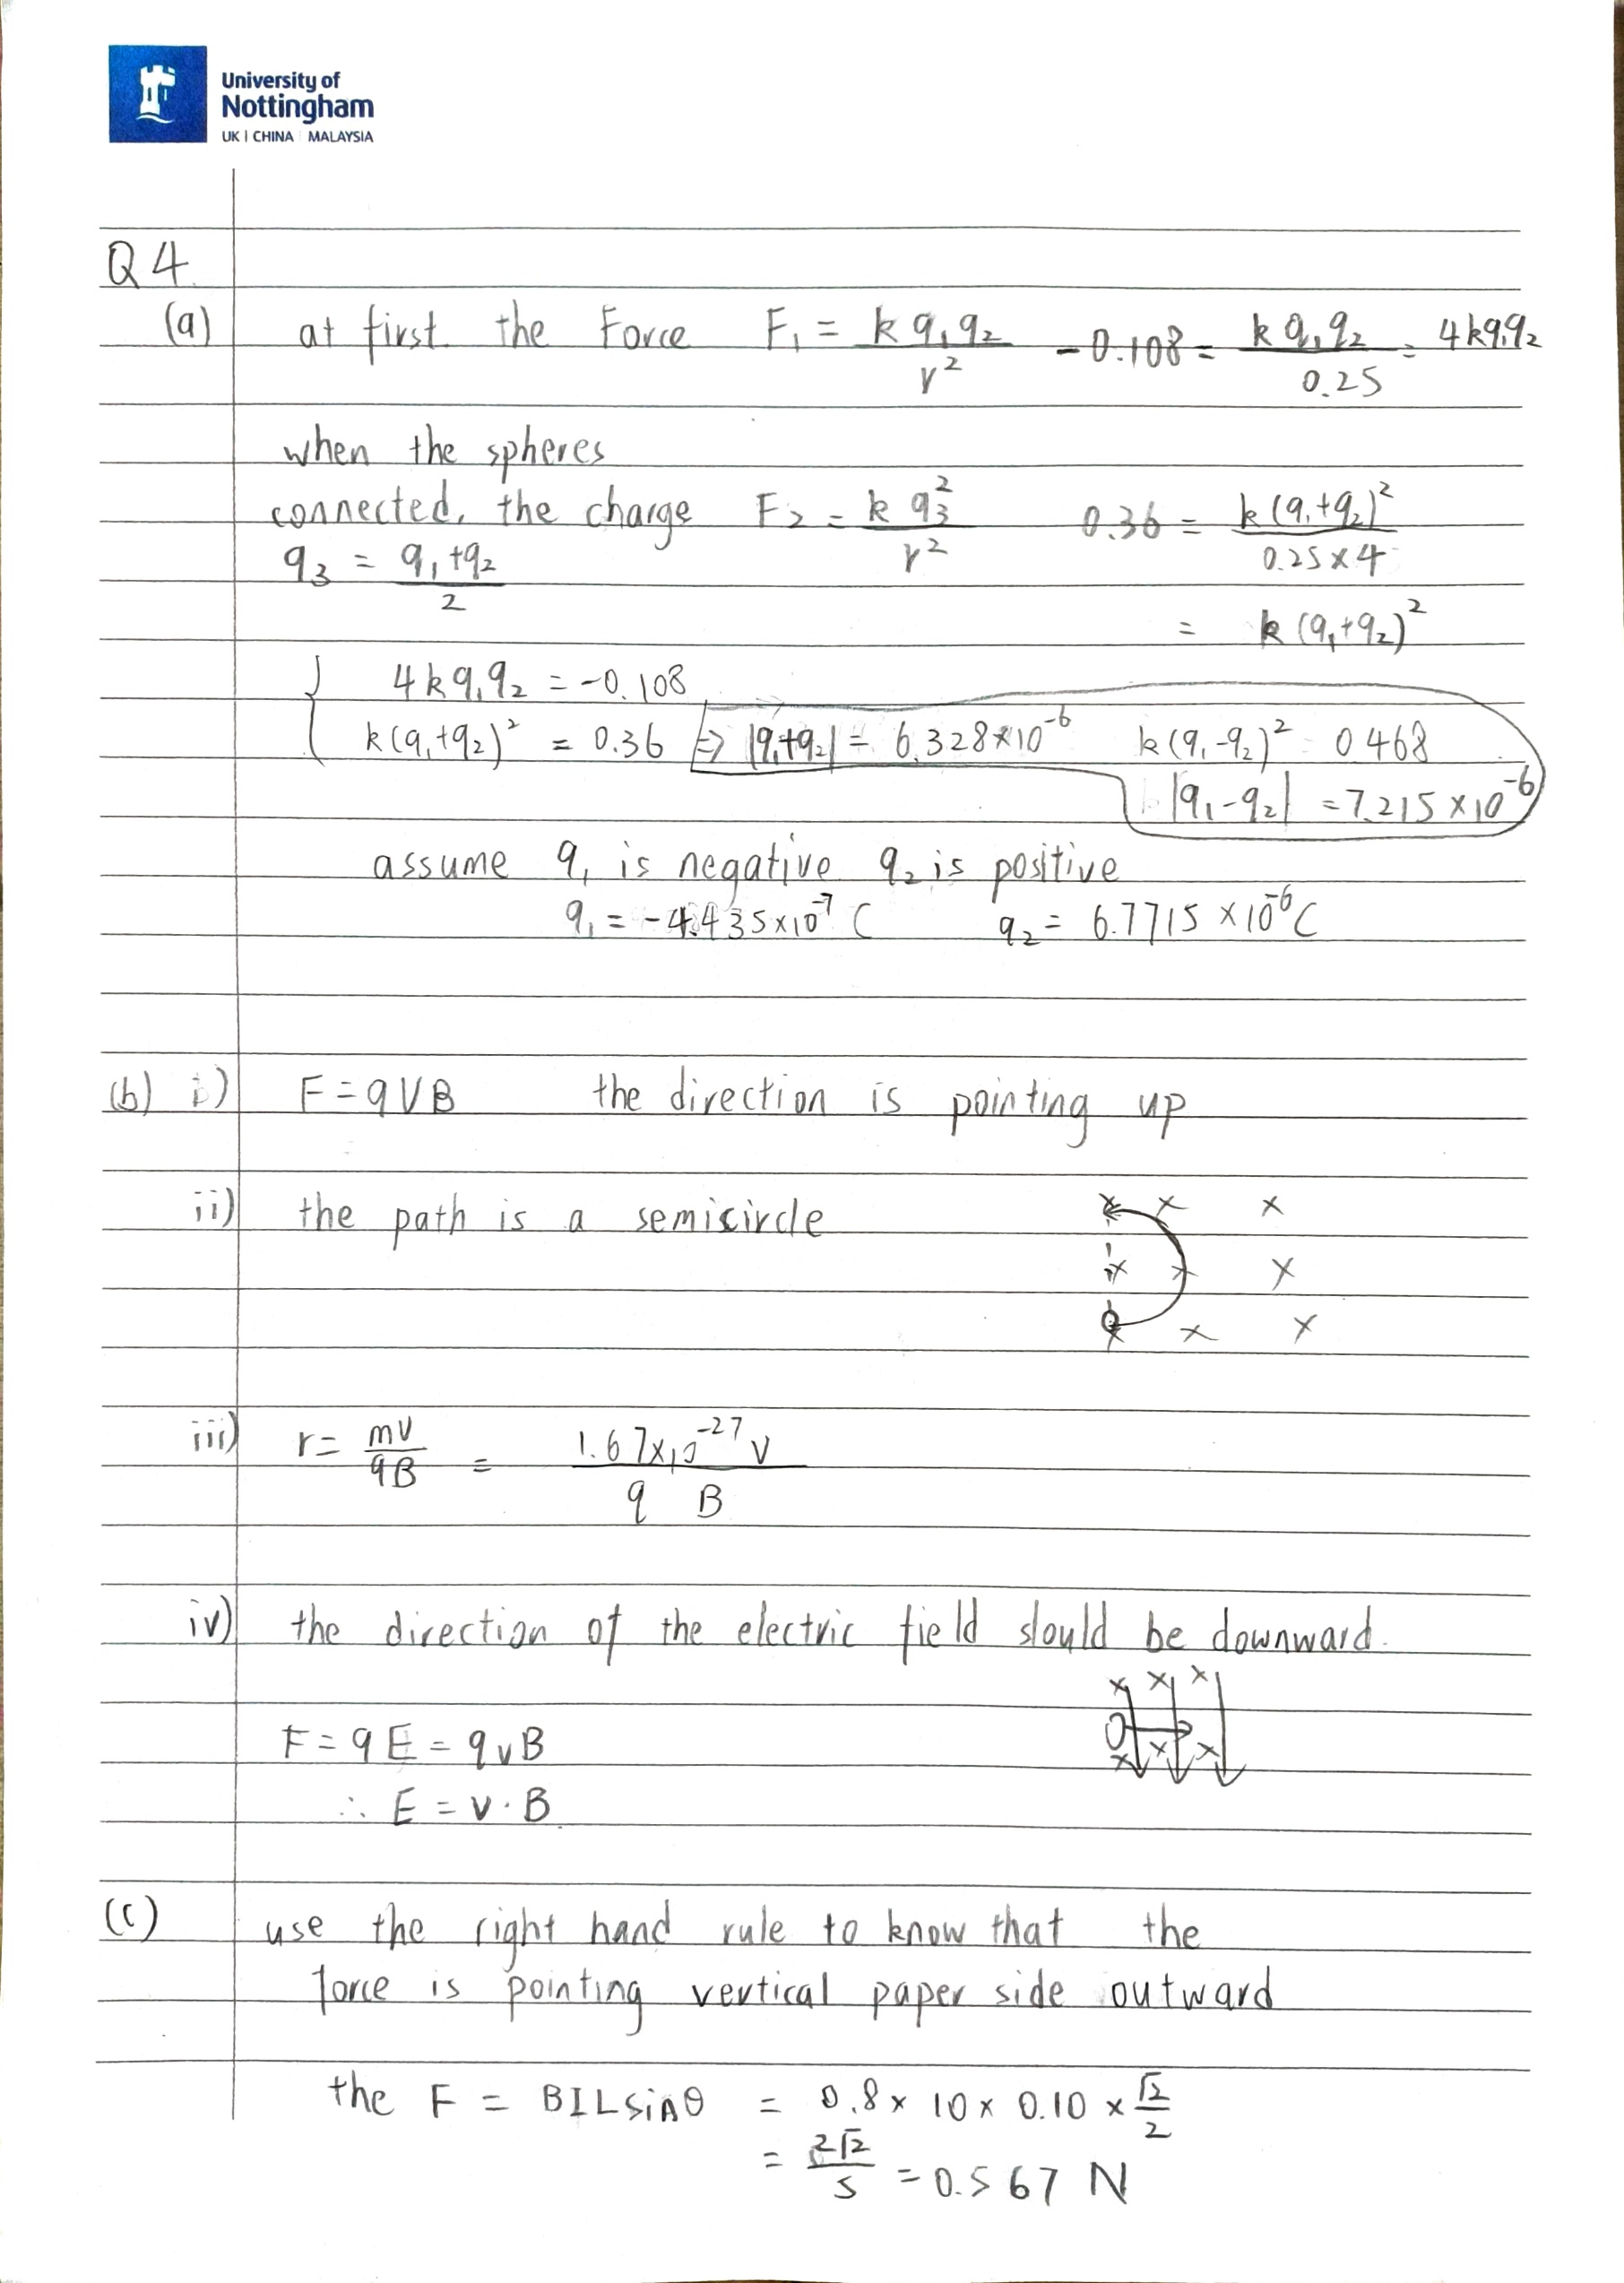 University of
Nottingham
UK | CHINA | MALAYSIA
Q4
(a) at first the Force F₁ = k q₁q₂ / r² -0.108 = k q₁q₂ / 0.25 = 4kq₁q₂
when the spheres
connected, the charge F₂ = k q₃² / r² 0.36 = k(q₁+q₂)² / 0.25×4
q₃ = q₁+q₂ / 2
= k(q₁+q₂)²
4kq₁q₂ = -0.108
k(q₁+q₂)² = 0.36 ⇒ |q₁+q₂| = 6.328×10⁻⁶ k(q₁-q₂)² 0.468
|q₁-q₂| = 7.215×10⁻⁶
assume q₁ is negative q₂ is positive
q₁ = -4.435×10⁻⁷ C q₂ = 6.7715×10⁻⁶ C
(b) i) F = qVB the direction is pointing up
ii) the path is a semicircle
iii) r = mv / qB = 1.67×10⁻²⁷ v / q B
iv) the direction of the electric field slould be downward.
F = qE = qvB
∴ E = v·B
(c) use the right hand rule to know that the
force is pointing vertical paper side outward
the F = BILsinθ = 0.8 × 10 × 0.10 × √2 / 2
= 2√2 / 5 = 0.567 N